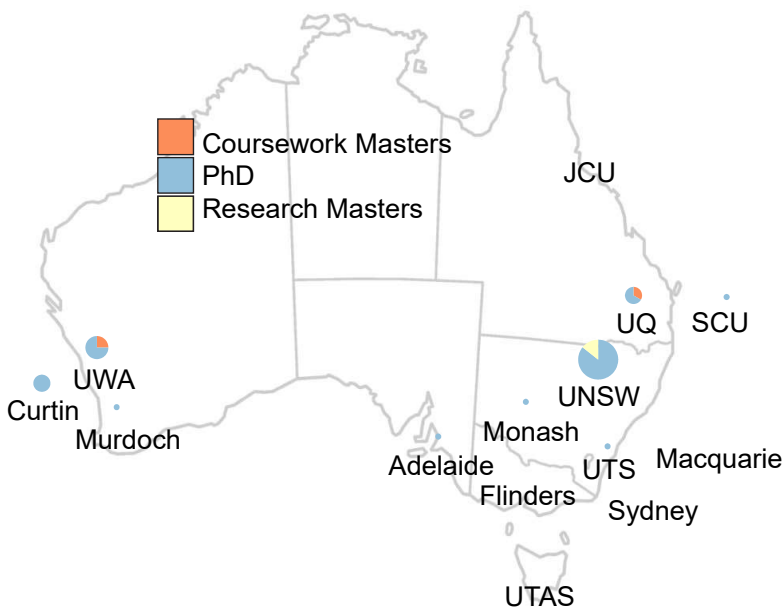 Coursework Masters
PhD
Research Masters
JCU
UQ
SCU
UWA
UNSW
Curtin
Murdoch
Monash
Adelaide
UTS
Macquarie
Flinders
Sydney
UTAS